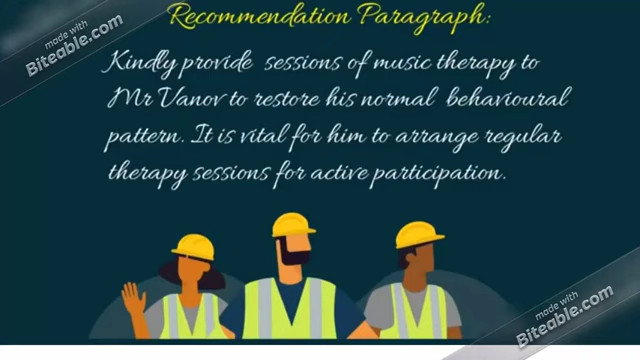 made with
Biteable.com
Recommendation Paragraph:
Kindly provide sessions of music therapy to
Mr Vanov to restore his normal behavioural
pattern. It is vital for him to arrange regular
therapy sessions for active participation.
made with
Biteable.com